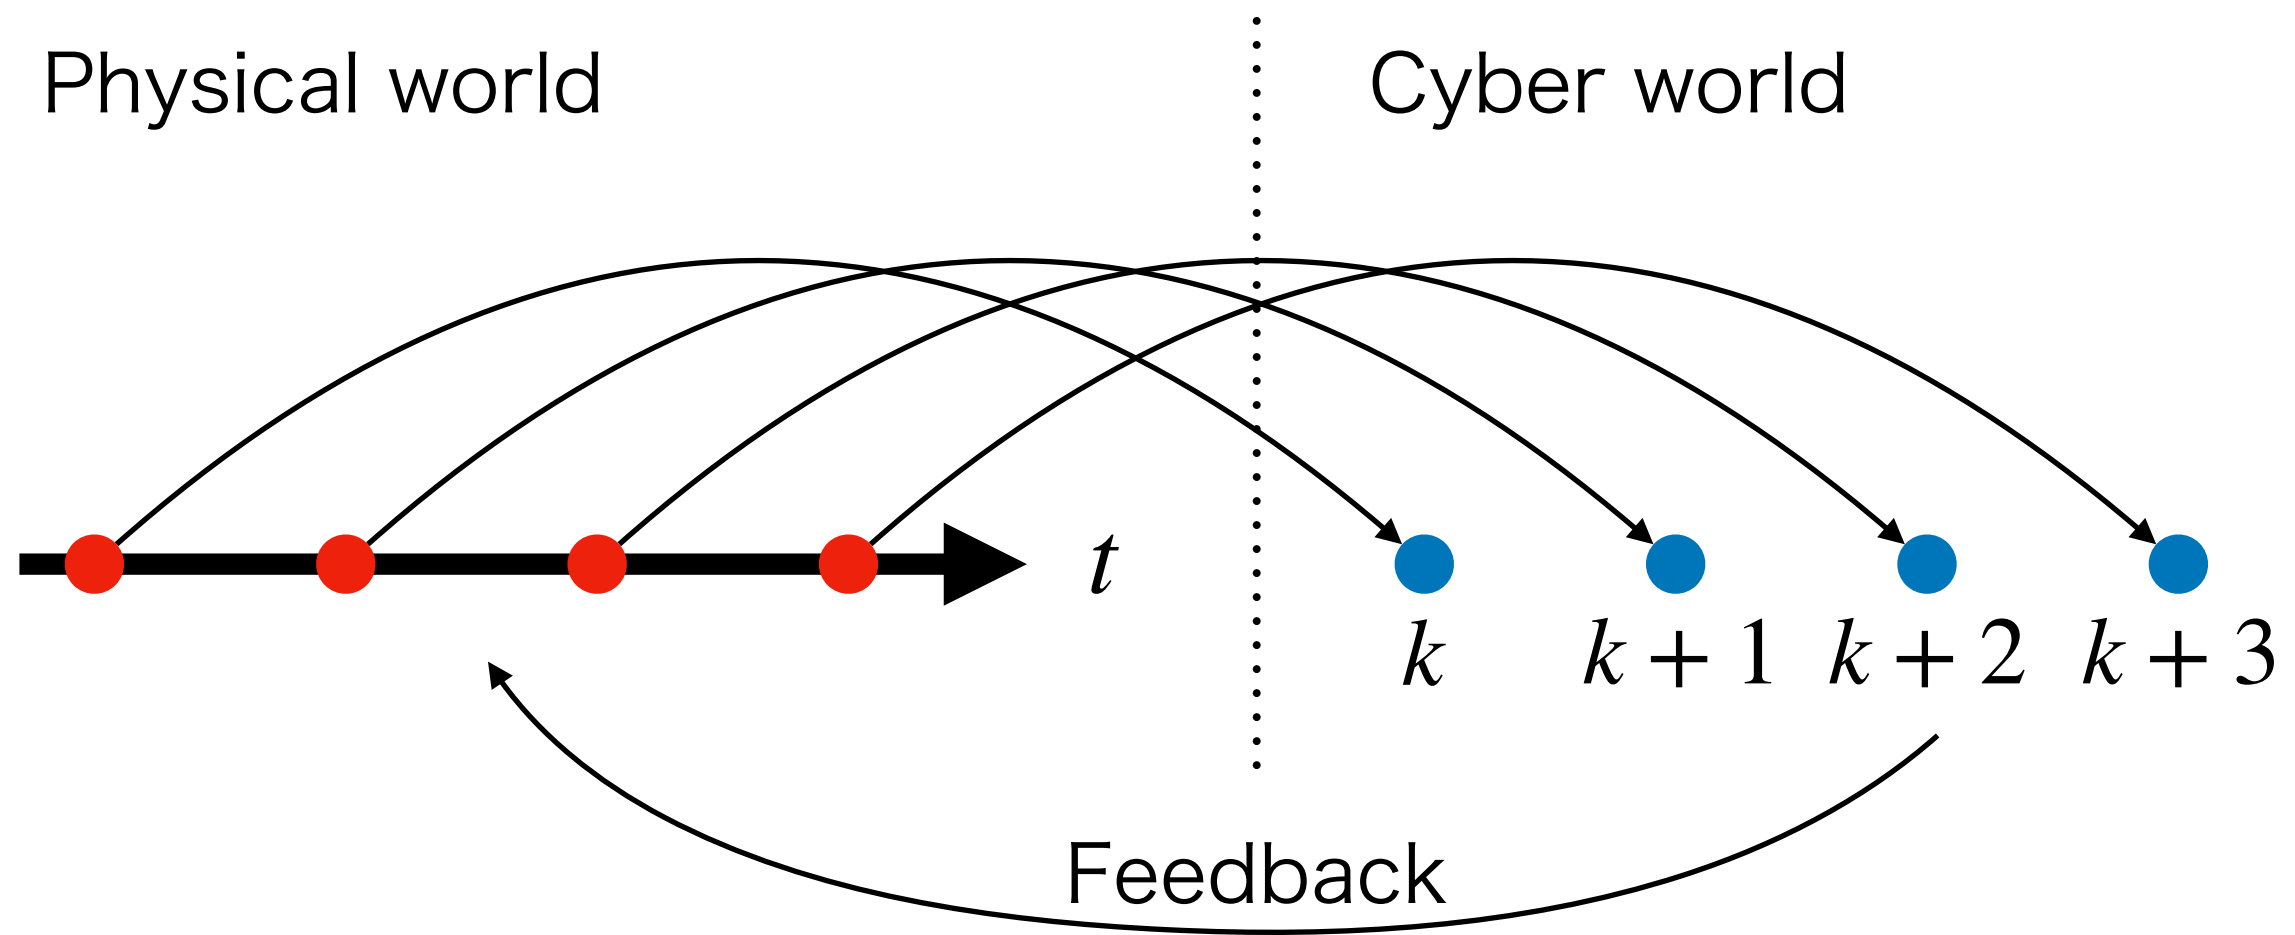 Physical world
Cyber world
t
k
k + 1
k + 2
k + 3
Feedback